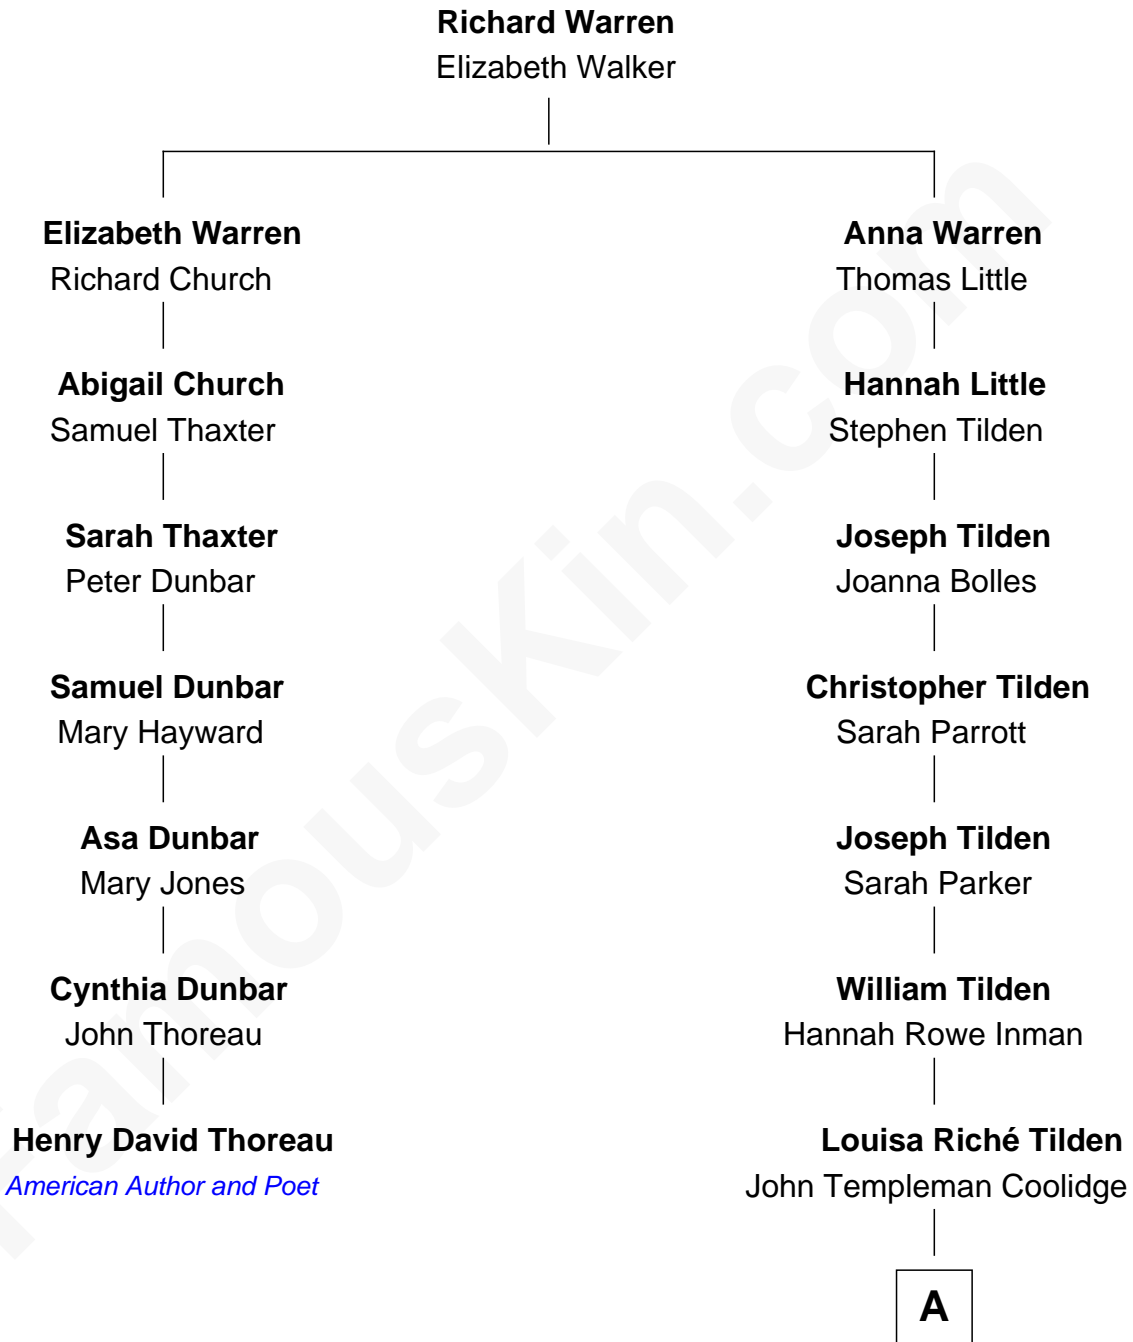 Richard Warren
Elizabeth Walker
Elizabeth Warren
Richard Church
Abigail Church
Samuel Thaxter
Sarah Thaxter
Peter Dunbar
Samuel Dunbar
Mary Hayward
Asa Dunbar
Mary Jones
Cynthia Dunbar
John Thoreau
Henry David Thoreau
American Author and Poet
Anna Warren
Thomas Little
Hannah Little
Stephen Tilden
Joseph Tilden
Joanna Bolles
Christopher Tilden
Sarah Parrott
Joseph Tilden
Sarah Parker
William Tilden
Hannah Rowe Inman
Louisa Riché Tilden
John Templeman Coolidge
A
FamousKin.com